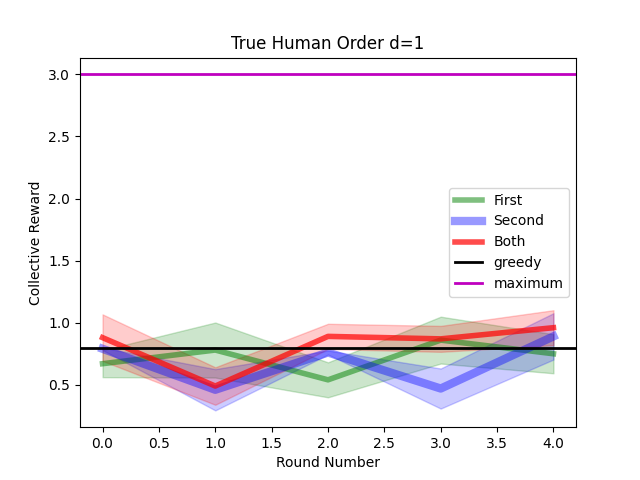 True Human Order d=1
Collective Reward
3.0
2.5
2.0
1.5
1.0
0.5
First
Second
Both
greedy
maximum
0.0 0.5 1.0 1.5 2.0 2.5 3.0 3.5 4.0
Round Number